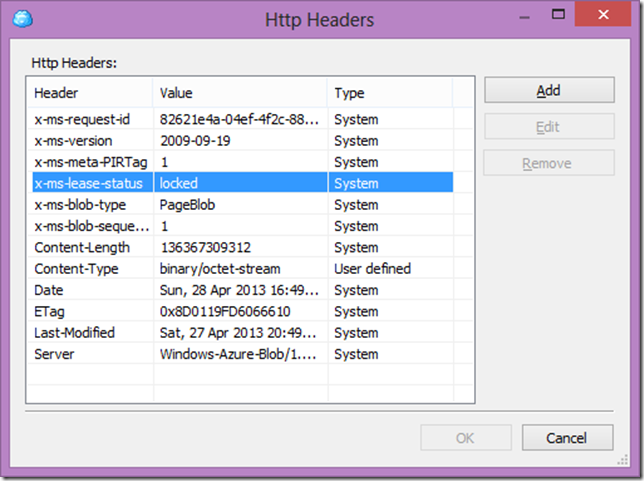 Http Headers
Http Headers:
Header Value Type
x-ms-request-id 82621e4a-04ef-4f2c-88... System
x-ms-version 2009-09-19 System
x-ms-meta-PIRTag 1 System
x-ms-lease-status locked System
x-ms-blob-type PageBlob System
x-ms-blob-seque... 1 System
Content-Length 136367309312 System
Content-Type binary/octet-stream User defined
Date Sun, 28 Apr 2013 16:49... System
ETag 0x8D0119FD6066610 System
Last-Modified Sat, 27 Apr 2013 20:49... System
Server Windows-Azure-Blob/1.... System
Add
Edit
Remove
OK Cancel